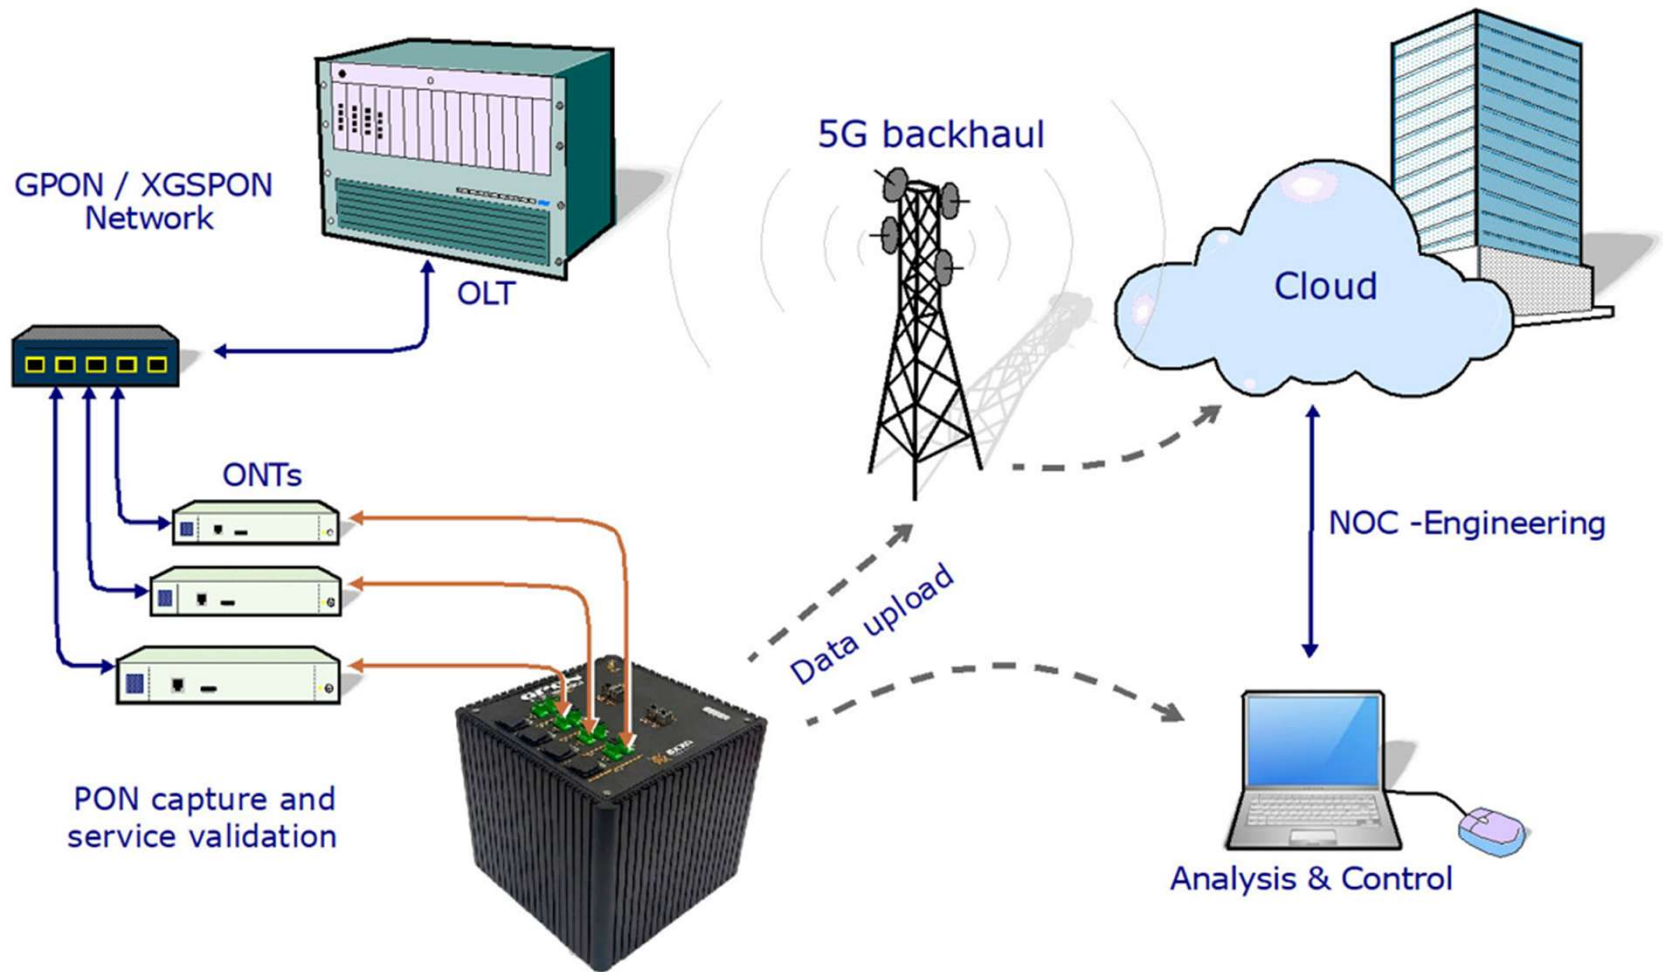 5G backhaul
GPON / XGSPON
Network
Cloud
OLT
ONTs
NOC -Engineering
Data upload
PON capture and
service validation
GPON
Analysis & Control